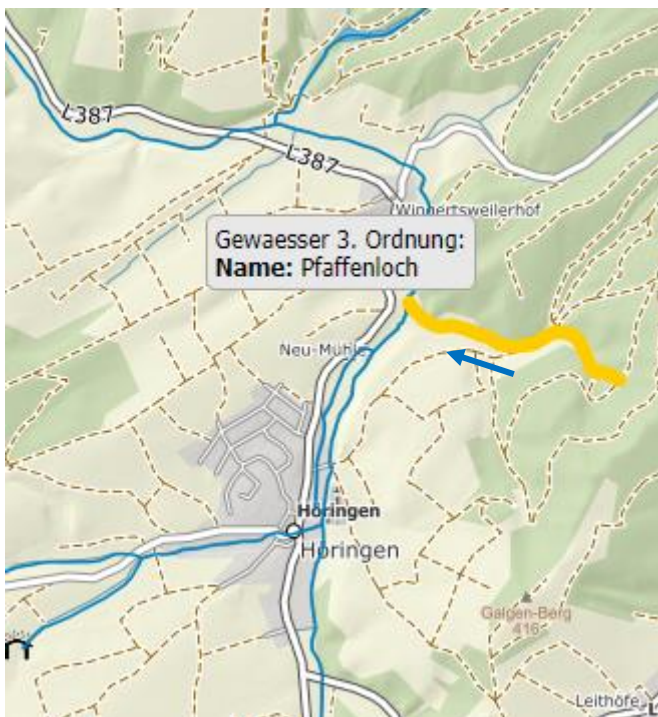 L387
L387
Winnertsweilerhof
Gewaesser 3. Ordnung:
Name: Pfaffenloch
Neu-Mühle
Höringen
Höringen
Galgen-Berg
416
Leithöfe